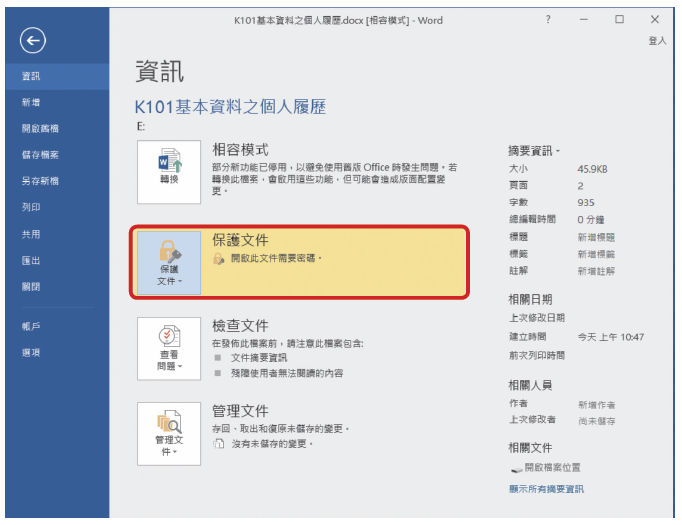 K101基本資料之個人履歷.docx [相容模式] - Word
?
登入
資訊
新增
開啟舊檔
儲存檔案
另存新檔
列印
共用
匯出
關閉
帳戶
選項
資訊
K101基本資料之個人履歷
E:
轉換
相容模式
部分新功能已停用，以避免使用舊版 Office 時發生問題。若
轉換此檔案，會啟用這些功能，但可能會造成版面配置變
更。
保護
文件
保護文件
開啟此文件需要密碼。
查看
問題
檢查文件
在發佈此檔案前，請注意此檔案包含:
文件摘要資訊
殘障使用者無法閱讀的內容
管理文
件
管理文件
存回、取出和復原未儲存的變更。
沒有未儲存的變更。
摘要資訊
大小 45.9KB
頁面 2
字數 935
總編輯時間 0 分鐘
標題 新增標題
標籤 新增標籤
註解 新增註解
相關日期
上次修改日期
建立時間 今天 上午 10:47
前次列印時間
相關人員
作者 新增作者
上次修改者 尚未儲存
相關文件
開啟檔案位置
顯示所有摘要資訊